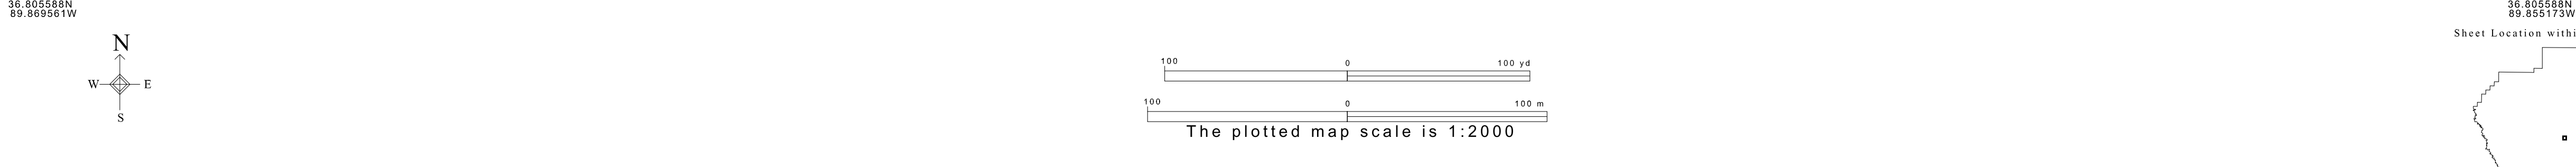 36.805588N
89.869561W
36.805588N
89.855173W
Sheet Location withi
N
W E
S
100 0 100 yd
100 0 100 m
The plotted map scale is 1:2000